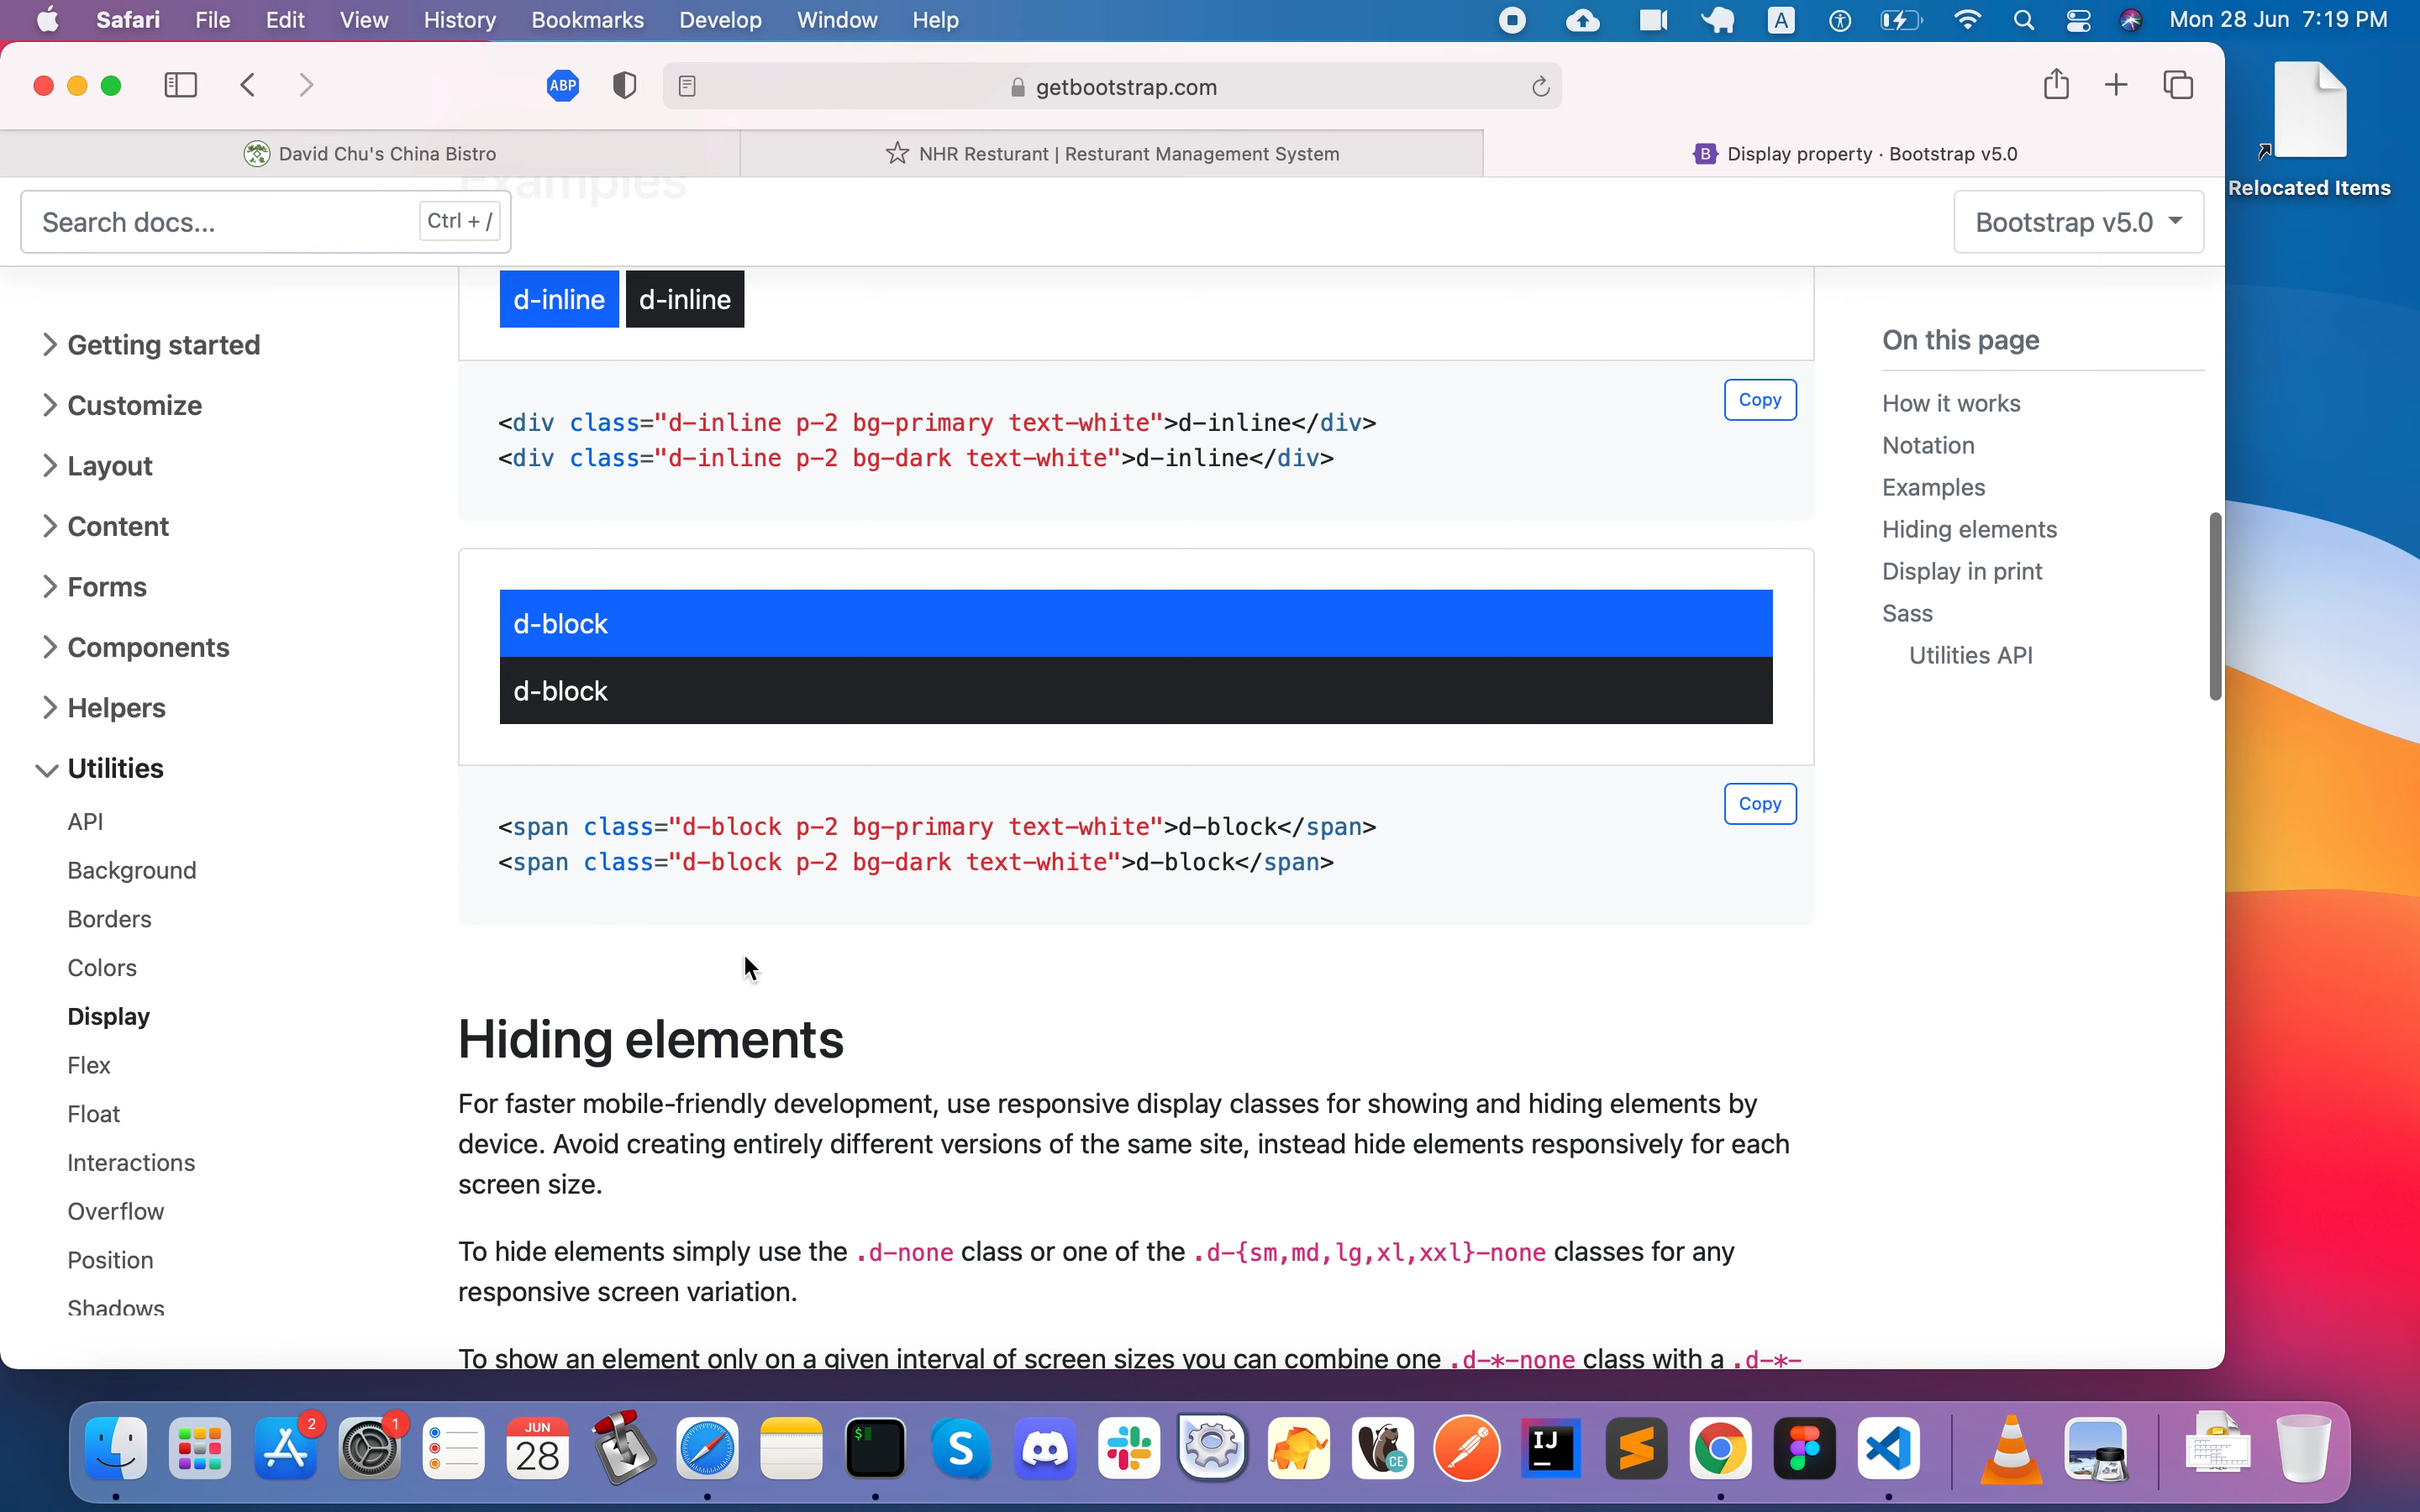 Safari File Edit View History Bookmarks Develop Window Help A Mon 28 Jun 7:19 PM
ABP getbootstrap.com
David Chu's China Bistro NHR Resturant | Resturant Management System B Display property · Bootstrap v5.0
Relocated Items
Examples
Search docs... Ctrl + / Bootstrap v5.0
Getting started
Customize
Layout
Content
Forms
Components
Helpers
Utilities
API
Background
Borders
Colors
Display
Flex
Float
Interactions
Overflow
Position
Shadows
d-inline d-inline
Copy
<div class="d-inline p-2 bg-primary text-white">d-inline</div>
<div class="d-inline p-2 bg-dark text-white">d-inline</div>
d-block
d-block
Copy
<span class="d-block p-2 bg-primary text-white">d-block</span>
<span class="d-block p-2 bg-dark text-white">d-block</span>
Hiding elements
For faster mobile-friendly development, use responsive display classes for showing and hiding elements by
device. Avoid creating entirely different versions of the same site, instead hide elements responsively for each
screen size.
To hide elements simply use the .d-none class or one of the .d-{sm,md,lg,xl,xxl}-none classes for any
responsive screen variation.
To show an element only on a given interval of screen sizes you can combine one .d-*-none class with a .d-*-
On this page
How it works
Notation
Examples
Hiding elements
Display in print
Sass
Utilities API
2 1 JUN
28 $ S CE IJ